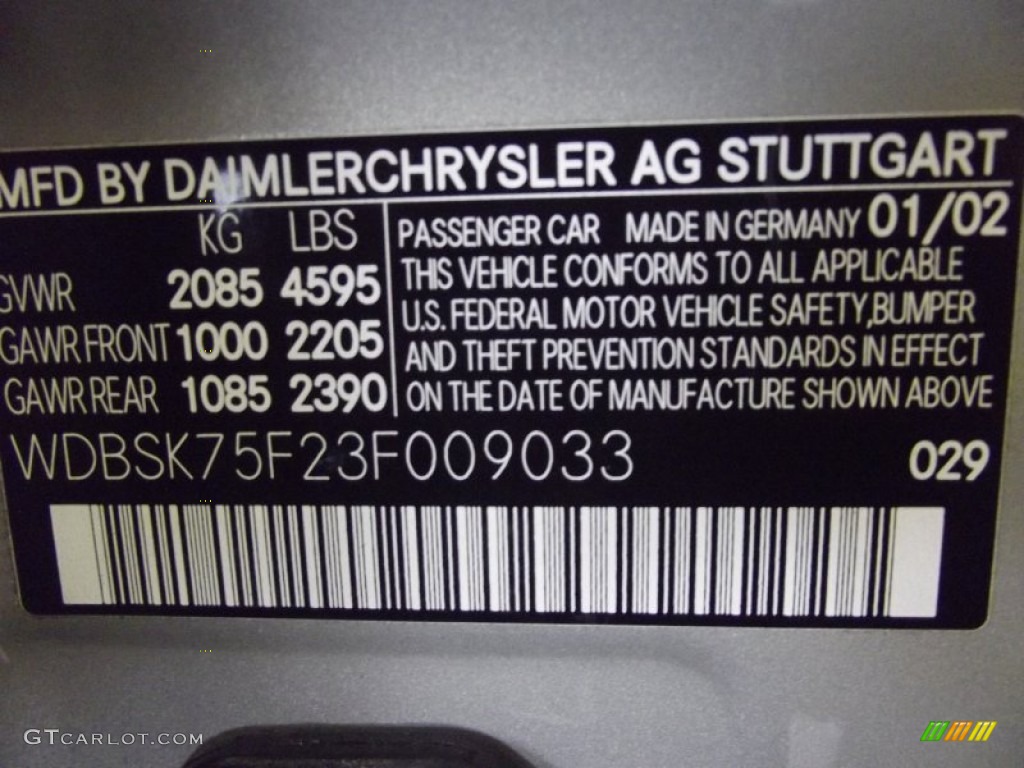 MFD BY DAIMLERCHRYSLER AG STUTTGART
KG LBS
GVWR 2085 4595
GAWR FRONT 1000 2205
GAWR REAR 1085 2390
PASSENGER CAR MADE IN GERMANY 01/02
THIS VEHICLE CONFORMS TO ALL APPLICABLE
U.S. FEDERAL MOTOR VEHICLE SAFETY,BUMPER
AND THEFT PREVENTION STANDARDS IN EFFECT
ON THE DATE OF MANUFACTURE SHOWN ABOVE
WDBSK75F23F009033 029
GTCARLOT.COM